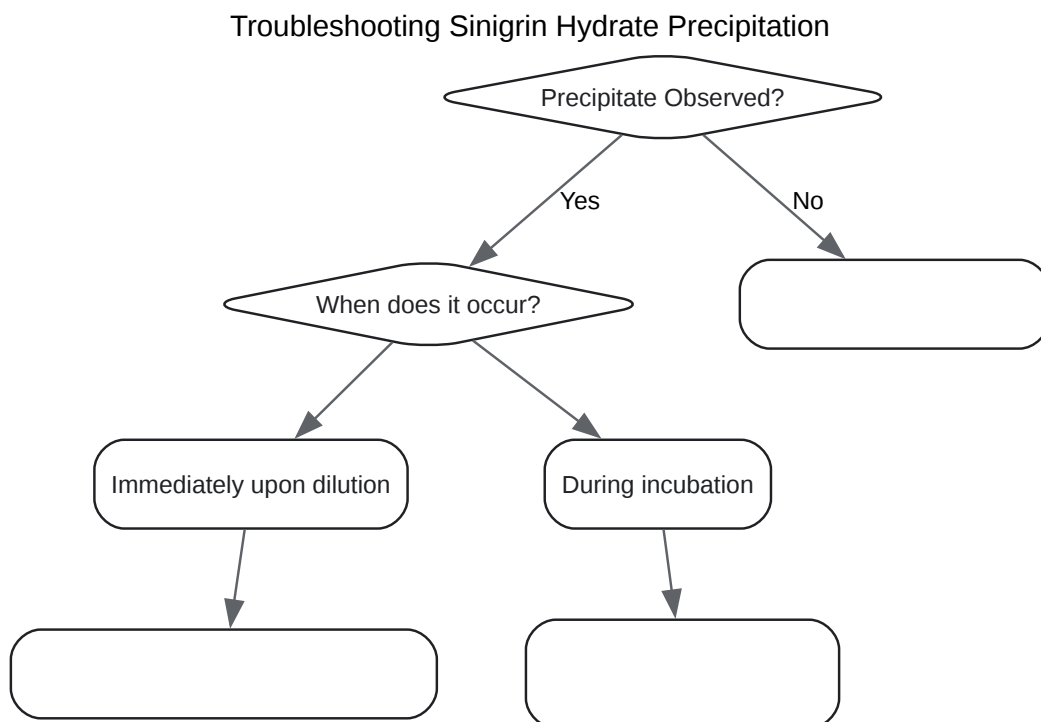 Troubleshooting Sinigrin Hydrate Precipitation
Precipitate Observed?
Yes
No
When does it occur?
Immediately upon dilution
During incubation